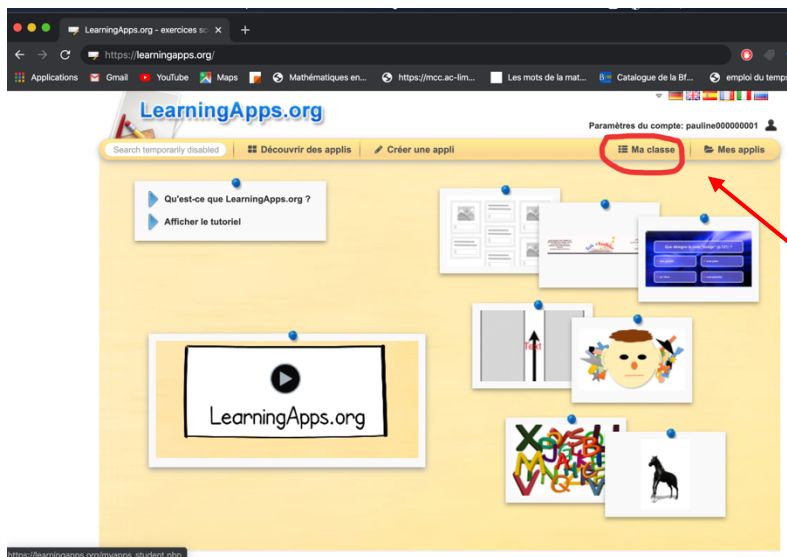 LearningApps.org - exercices sc
https://learningapps.org/
Applications
Gmail
YouTube
Maps
Mathématiques en...
https://mcc.ac-lim...
Les mots de la mat...
Catalogue de la Bf...
emploi du temps
LearningApps.org
Paramètres du compte: pauline000000001
Search temporarily disabled
Découvrir des applis
Créer une appli
Ma classe
Mes applis
Qu'est-ce que LearningApps.org ?
Afficher le tutoriel
Text
LearningApps.org
https://learningapps.org/myapps_student.php